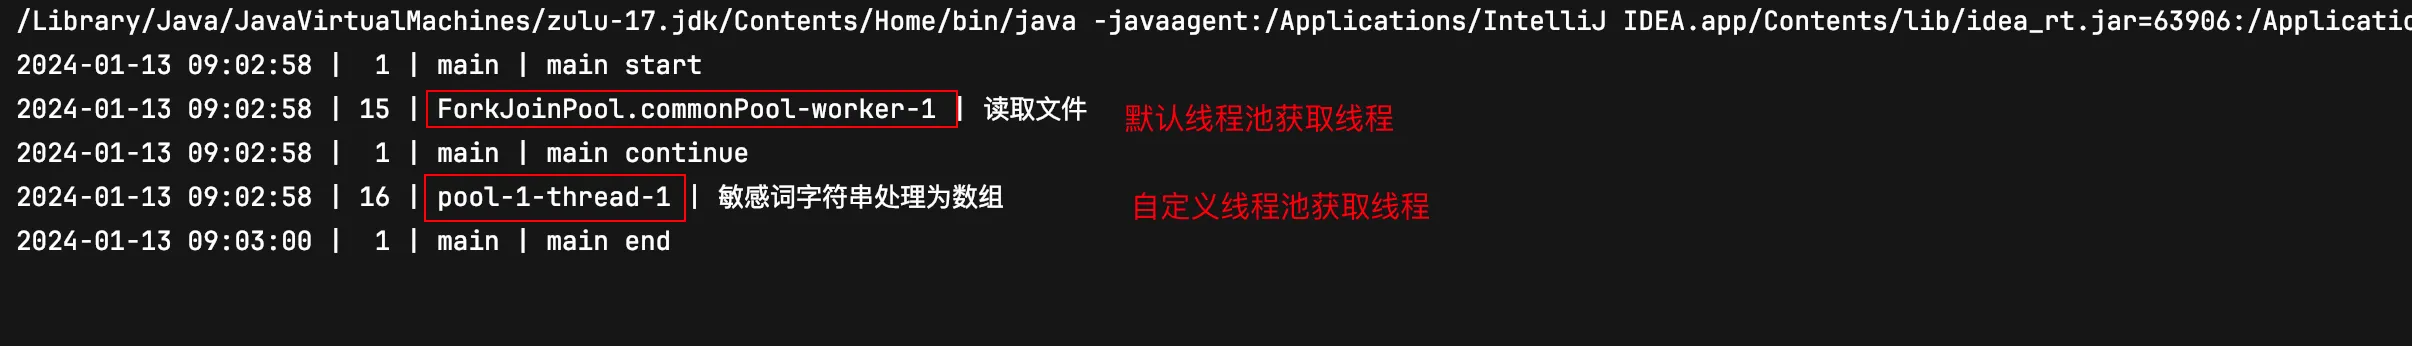 /Library/Java/JavaVirtualMachines/zulu-17.jdk/Contents/Home/bin/java -javaagent:/Applications/IntelliJ IDEA.app/Contents/lib/idea_rt.jar=63906:/Applicatio
2024-01-13 09:02:58 |  1 | main | main start
2024-01-13 09:02:58 | 15 | ForkJoinPool.commonPool-worker-1 | 读取文件 默认线程池获取线程
2024-01-13 09:02:58 |  1 | main | main continue
2024-01-13 09:02:58 | 16 | pool-1-thread-1 | 敏感词字符串处理为数组 自定义线程池获取线程
2024-01-13 09:03:00 |  1 | main | main end